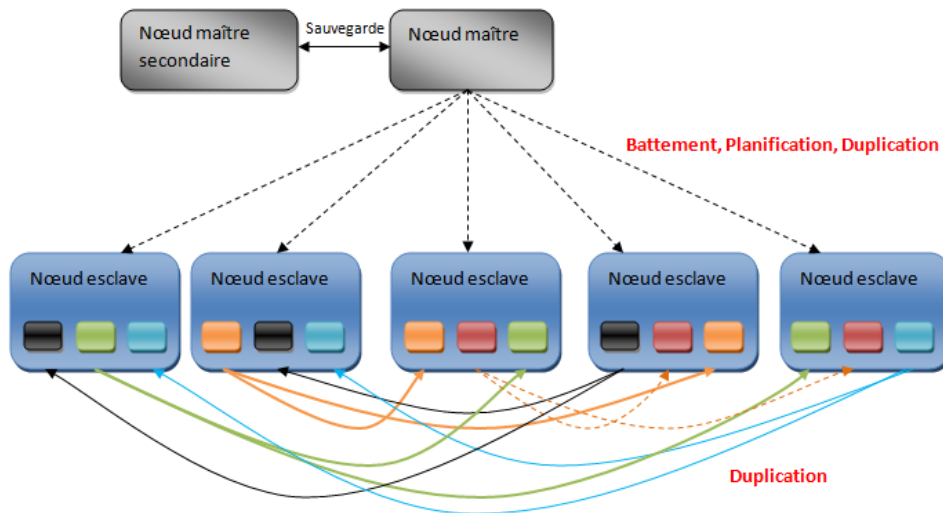 Nœud maître
secondaire
Sauvegarde
Nœud maître
Battement, Planification, Duplication
Nœud esclave
Nœud esclave
Nœud esclave
Nœud esclave
Nœud esclave
Duplication